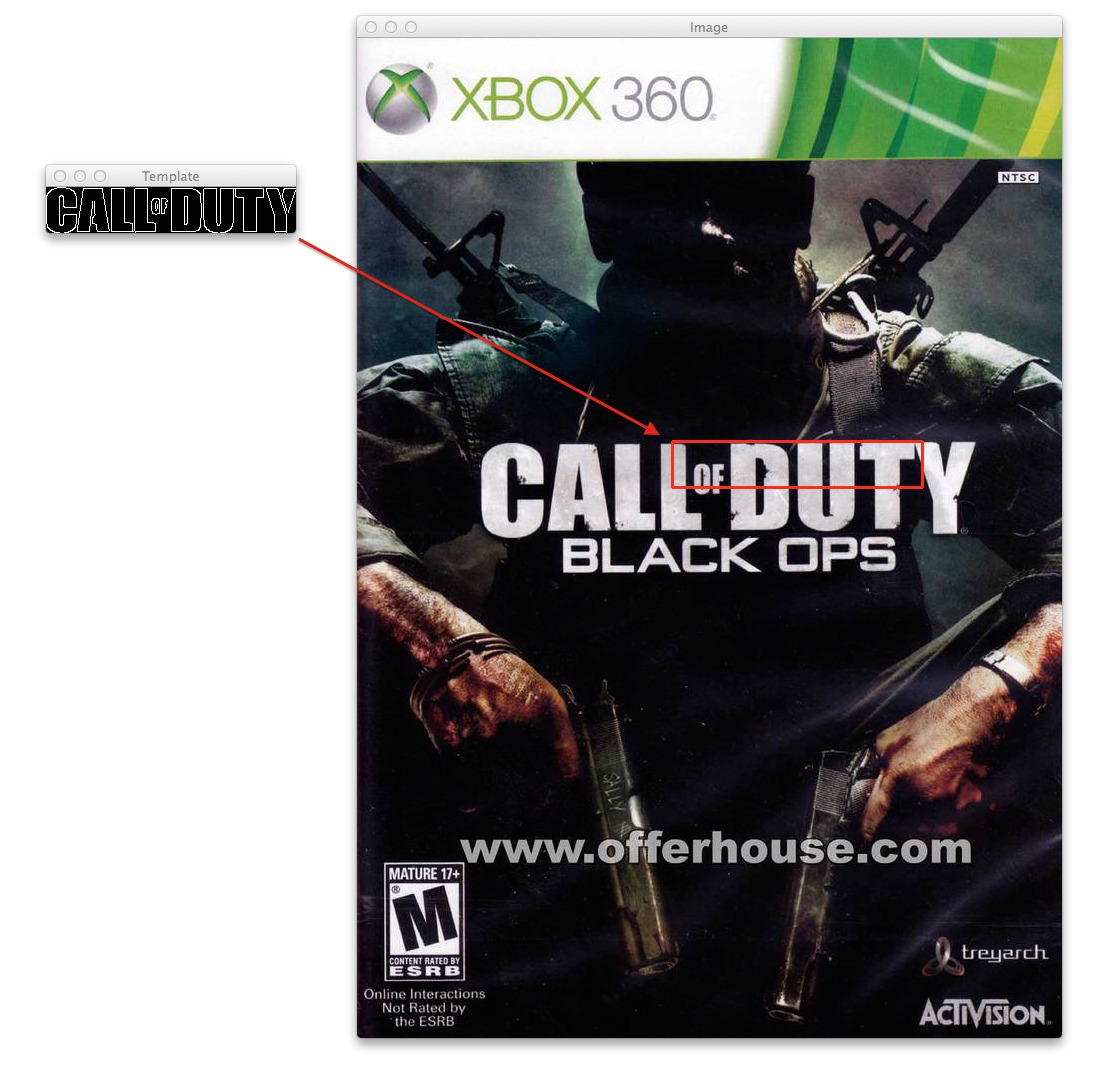 Image
XBOX 360
Template
CALL OF DUTY
NTSC
CALL OF DUTY
BLACK OPS
SALLY
www.offerhouse.com
MATURE 17+
M
CONTENT RATED BY
ESRB
Online Interactions
Not Rated by
the ESRB
treyarch
ACTIVISION